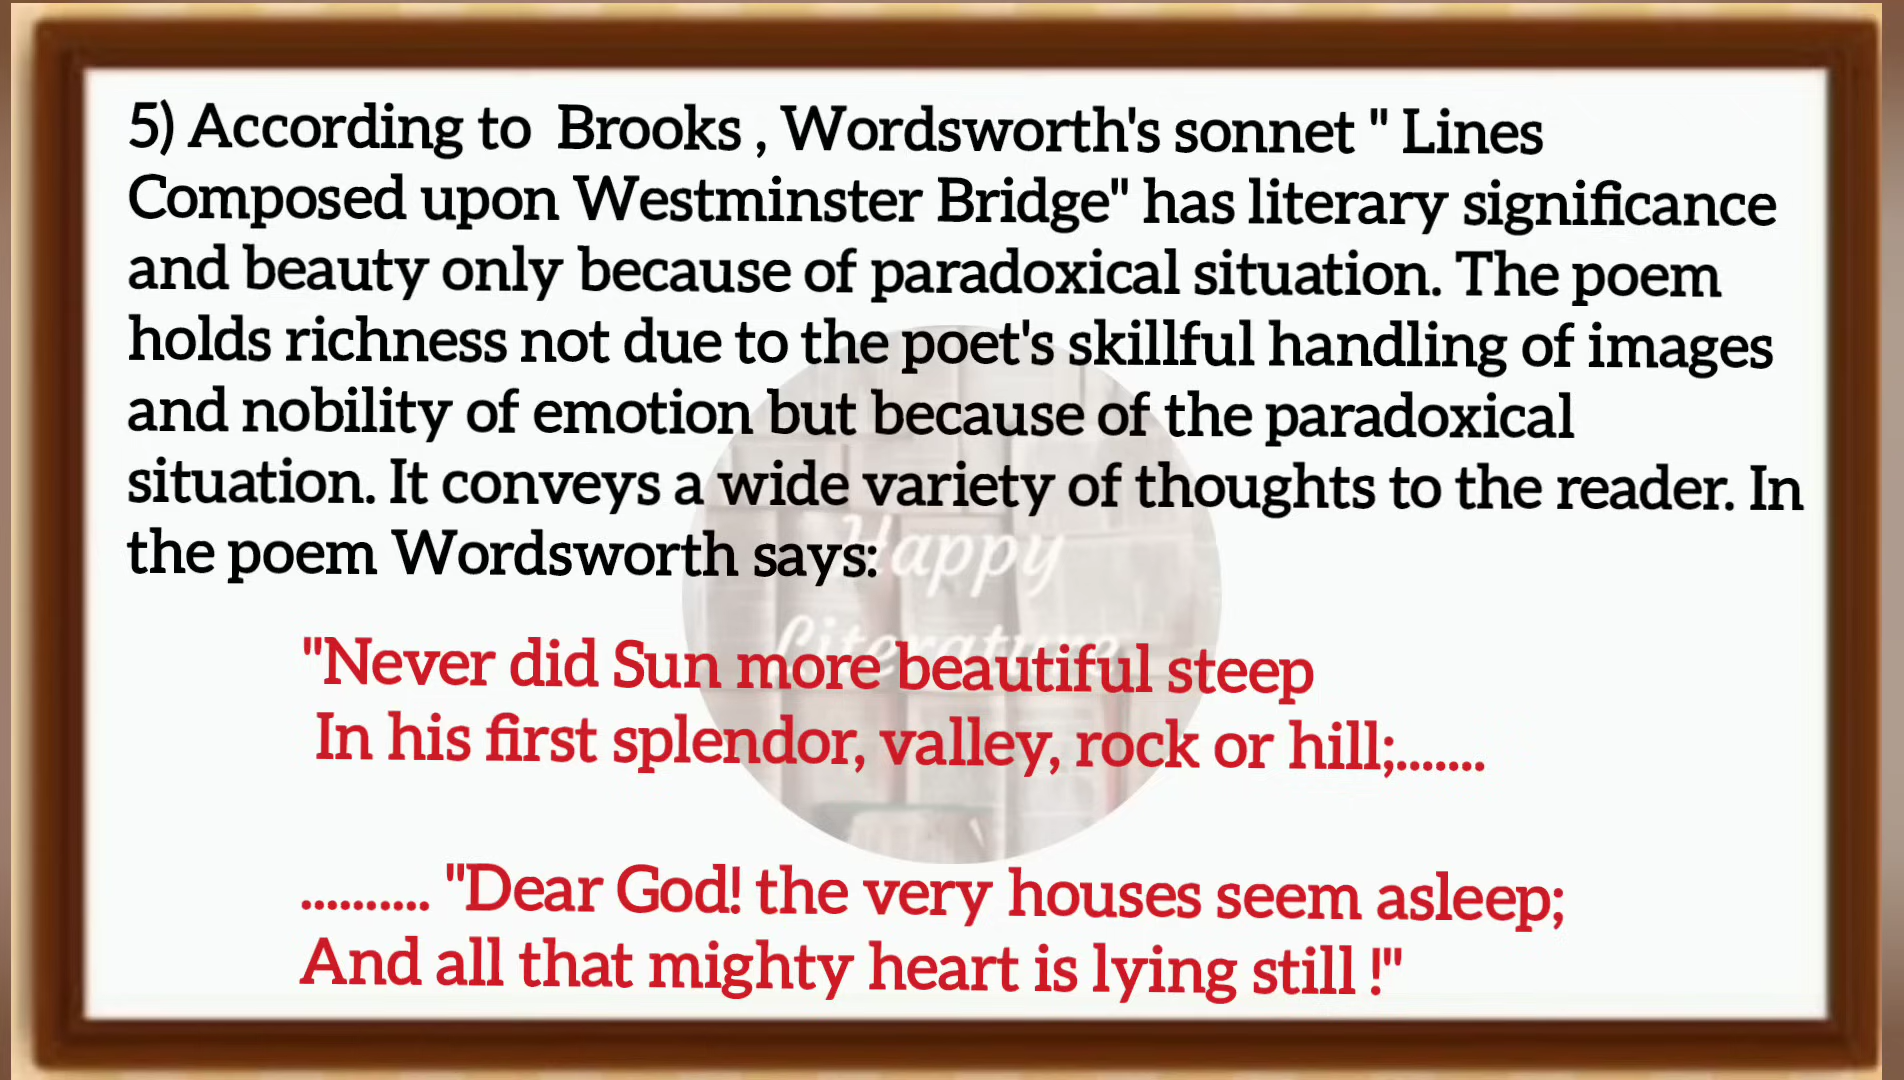 5) According to Brooks , Wordsworth's sonnet " Lines
Composed upon Westminster Bridge" has literary significance
and beauty only because of paradoxical situation. The poem
holds richness not due to the poet's skillful handling of images
and nobility of emotion but because of the paradoxical
situation. It conveys a wide variety of thoughts to the reader. In
the poem Wordsworth says:
Happy
Literature
"Never did Sun more beautiful steep
In his first splendor, valley, rock or hill;.......
.......... "Dear God! the very houses seem asleep;
And all that mighty heart is lying still !"